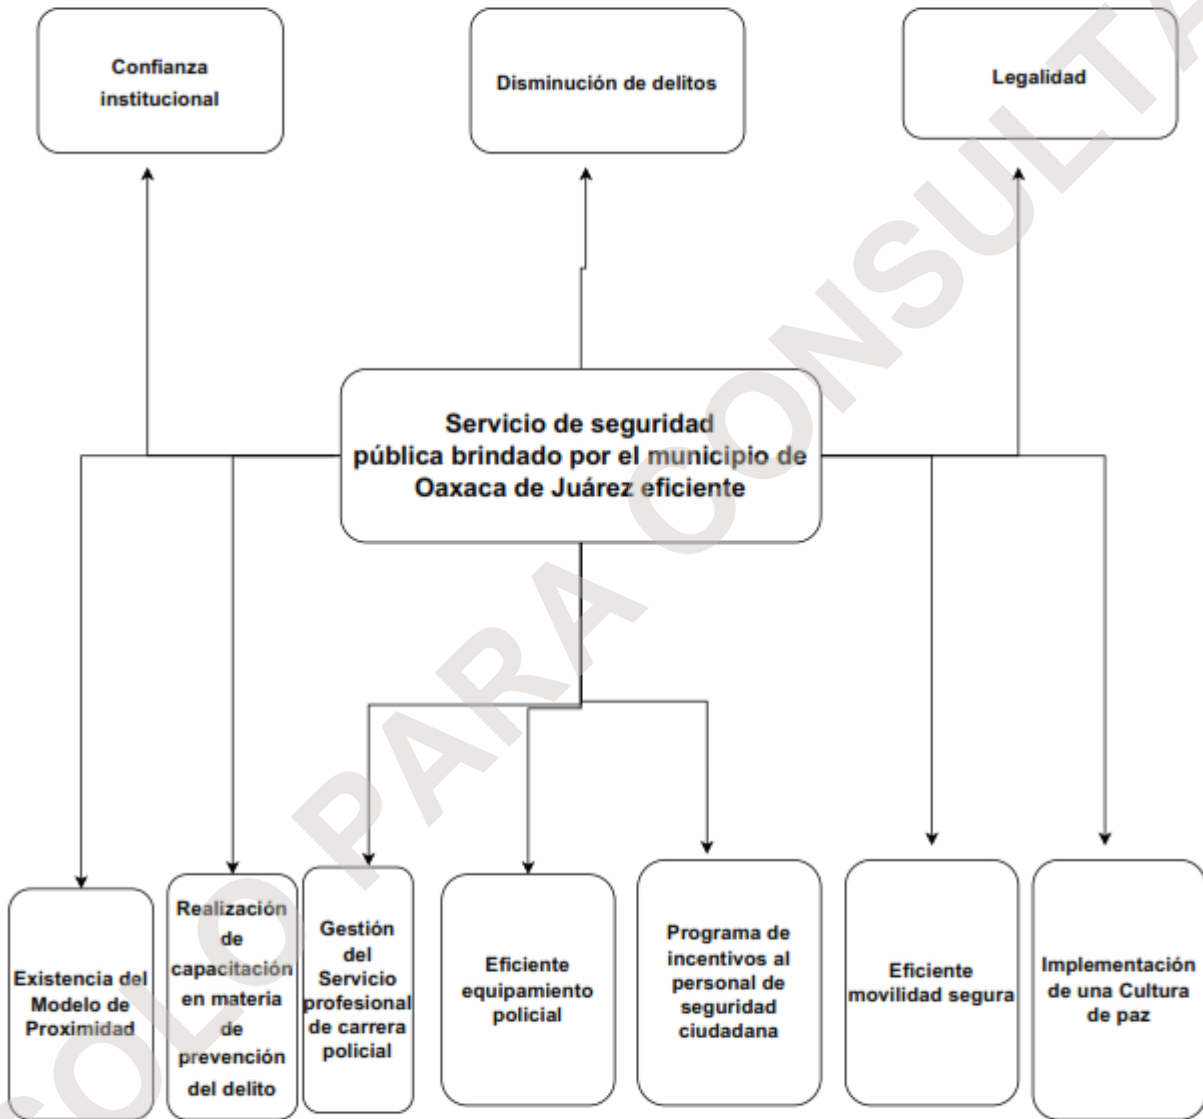 Confianza
institucional
Disminución de delitos
Legalidad
Servicio de seguridad
pública brindado por el municipio de
Oaxaca de Juárez eficiente
Existencia del
Modelo de
Proximidad
Realización
de
capacitación
en materia
de
prevención
del delito
Gestión
del
Servicio
profesional
de carrera
policial
Eficiente
equipamiento
policial
Programa de
incentivos al
personal de
seguridad
ciudadana
Eficiente
movilidad segura
Implementación
de una Cultura
de paz
SOLO PARA CONSULTA